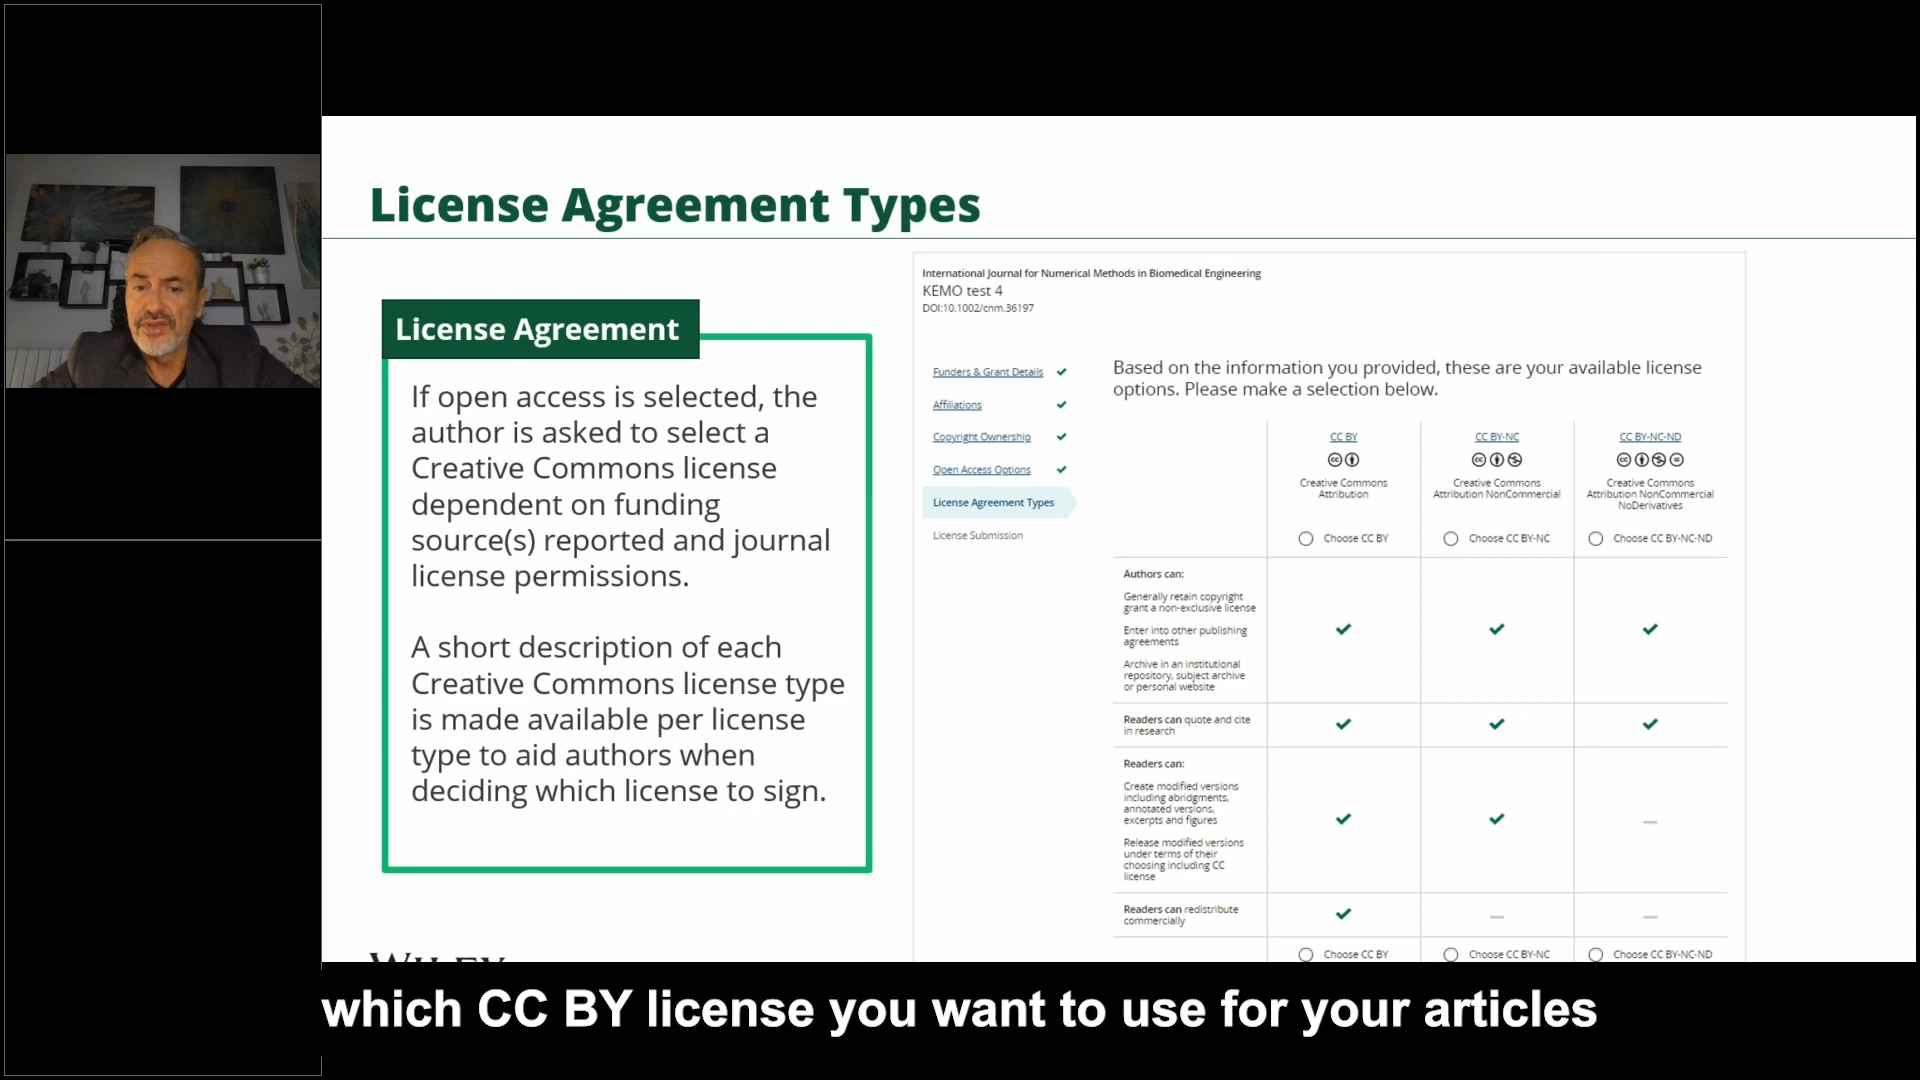 License Agreement Types
License Agreement
If open access is selected, the
author is asked to select a
Creative Commons license
dependent on funding
source(s) reported and journal
license permissions.
A short description of each
Creative Commons license type
is made available per license
type to aid authors when
deciding which license to sign.
International Journal for Numerical Methods in Biomedical Engineering
KEMO test 4
DOI:10.1002/cnm.36197
Funders & Grant Details
Affiliations
Copyright Ownership
Open Access Options
License Agreement Types
License Submission
Based on the information you provided, these are your available license
options. Please make a selection below.
CC BY
Creative Commons
Attribution
Choose CC BY
CC BY-NC
Creative Commons
Attribution NonCommercial
Choose CC BY-NC
CC BY-NC-ND
Creative Commons
Attribution NonCommercial
NoDerivatives
Choose CC BY-NC-ND
Authors can:
Generally retain copyright
grant a non-exclusive license
Enter into other publishing
agreements
Archive in an institutional
repository, subject archive
or personal website
Readers can quote and cite
in research
Readers can:
Create modified versions
including abridgments,
annotated versions,
excerpts and figures
Release modified versions
under terms of their
choosing including CC
license
Readers can redistribute
commercially
Choose CC BY
Choose CC BY-NC
Choose CC BY-NC-ND
WILEY
which CC BY license you want to use for your articles